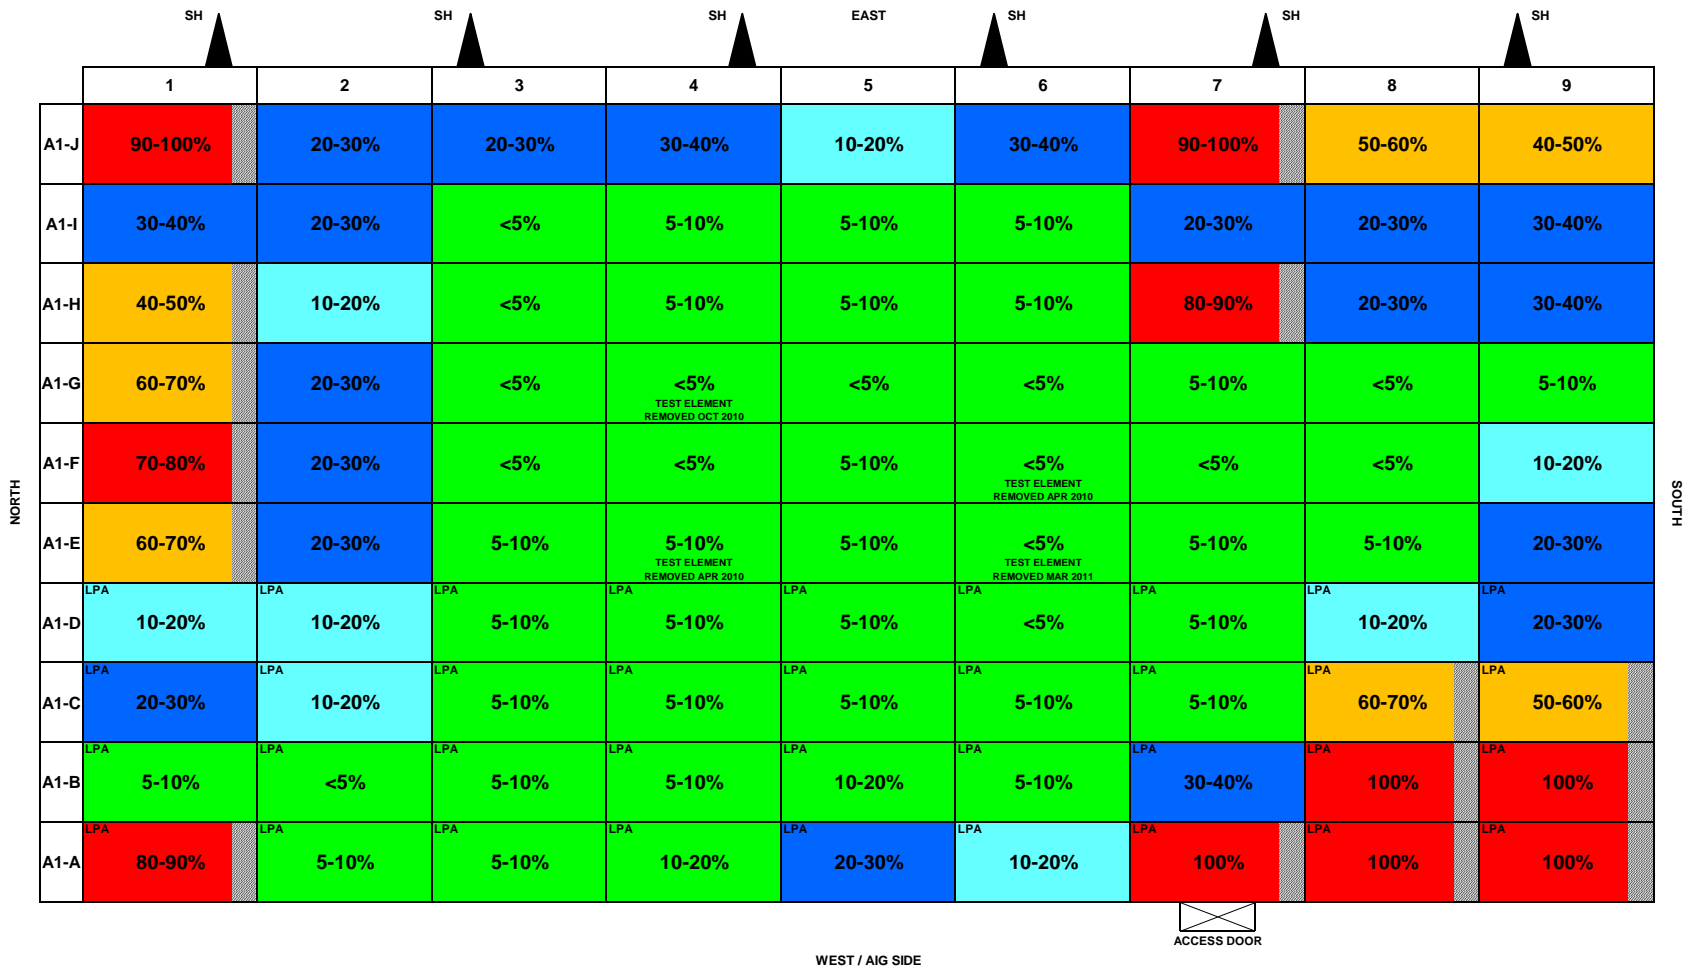 SH SH SH EAST SH SH SH
1 2 3 4 5 6 7 8 9
A1-J 90-100% 20-30% 20-30% 30-40% 10-20% 30-40% 90-100% 50-60% 40-50%
A1-I 30-40% 20-30% <5% 5-10% 5-10% 5-10% 20-30% 20-30% 30-40%
A1-H 40-50% 10-20% <5% 5-10% 5-10% 5-10% 80-90% 20-30% 30-40%
A1-G 60-70% 20-30% <5% <5% <5% <5% 5-10% <5% 5-10%
TEST ELEMENT
REMOVED OCT 2010
A1-F 70-80% 20-30% <5% <5% 5-10% <5% <5% <5% 10-20%
TEST ELEMENT
REMOVED APR 2010
NORTH
SOUTH
A1-E 60-70% 20-30% 5-10% 5-10% 5-10% <5% 5-10% 5-10% 20-30%
TEST ELEMENT TEST ELEMENT
REMOVED APR 2010 REMOVED MAR 2011
LPA LPA LPA LPA LPA LPA LPA LPA LPA
A1-D 10-20% 10-20% 5-10% 5-10% 5-10% <5% 5-10% 10-20% 20-30%
LPA LPA LPA LPA LPA LPA LPA LPA LPA
A1-C 20-30% 10-20% 5-10% 5-10% 5-10% 5-10% 5-10% 60-70% 50-60%
LPA LPA LPA LPA LPA LPA LPA LPA LPA
A1-B 5-10% <5% 5-10% 5-10% 10-20% 5-10% 30-40% 100% 100%
LPA LPA LPA LPA LPA LPA LPA LPA LPA
A1-A 80-90% 5-10% 5-10% 10-20% 20-30% 10-20% 100% 100% 100%
ACCESS DOOR
WEST / AIG SIDE